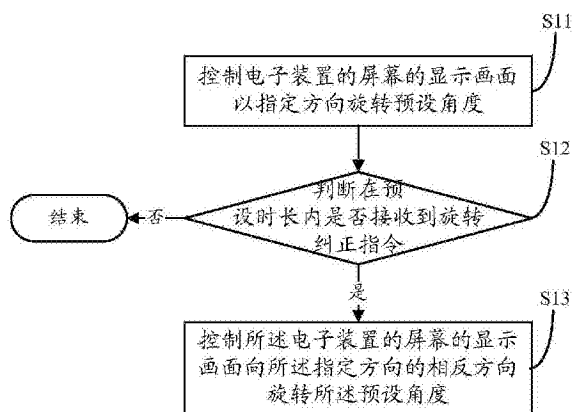 S11
控制电子装置的屏幕的显示画面
以指定方向旋转预设角度
S12
判断在预
设时长内是否接收到旋转
纠正指令
否
结束
是
S13
控制所述电子装置的屏幕的显示
画面向所述指定方向的相反方向
旋转所述预设角度